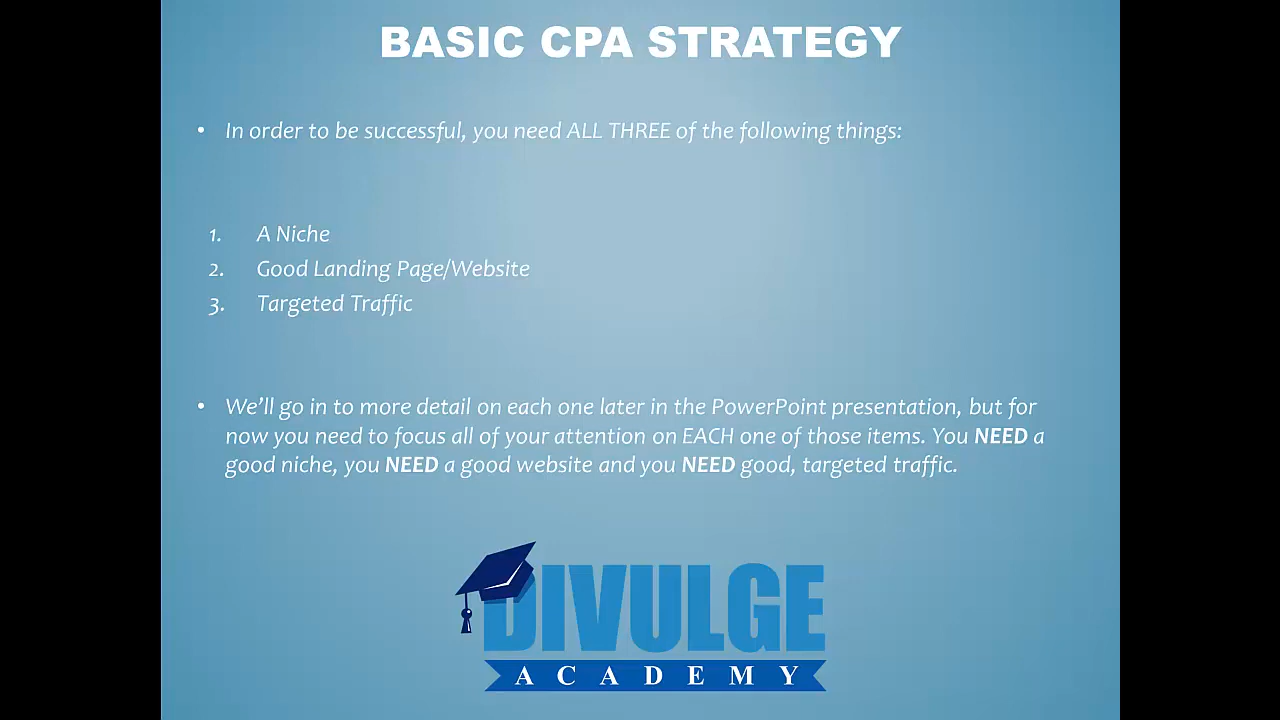 BASIC CPA STRATEGY
• In order to be successful, you need ALL THREE of the following things:
1. A Niche
2. Good Landing Page/Website
3. Targeted Traffic
• We'll go in to more detail on each one later in the PowerPoint presentation, but for
now you need to focus all of your attention on EACH one of those items. You NEED a
good niche, you NEED a good website and you NEED good, targeted traffic.
DIVULGE
ACADEMY